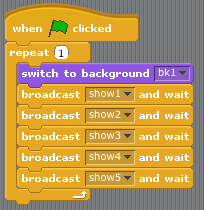 when clicked
repeat 1
switch to background bk1
broadcast show1 and wait
broadcast show2 and wait
broadcast show3 and wait
broadcast show4 and wait
broadcast show5 and wait